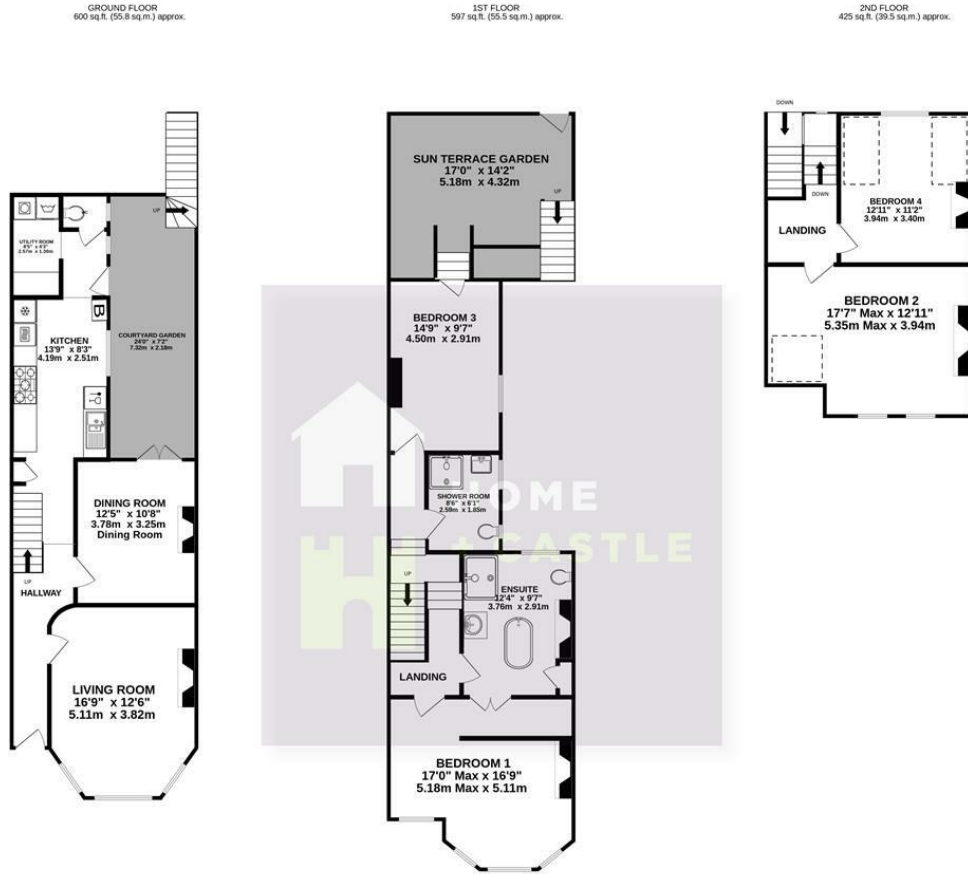 GROUND FLOOR
600 sq.ft. (55.8 sq.m.) approx.
1ST FLOOR
597 sq.ft. (55.5 sq.m.) approx.
2ND FLOOR
425 sq.ft. (39.5 sq.m.) approx.
UP
UTILITY ROOM
2.57m x 1.30m
B
KITCHEN
13'9" x 8'3"
4.19m x 2.51m
COURTYARD GARDEN
24'0" x 7'2"
7.32m x 2.18m
DINING ROOM
12'5" x 10'8"
3.78m x 3.25m
Dining Room
UP
HALLWAY
LIVING ROOM
16'9" x 12'6"
5.11m x 3.82m
SUN TERRACE GARDEN
17'0" x 14'2"
5.18m x 4.32m
UP
BEDROOM 3
14'9" x 9'7"
4.50m x 2.91m
SHOWER ROOM
8'6" x 6'1"
2.59m x 1.85m
HOME
+ CASTLE
UP
ENSUITE
12'4" x 9'7"
3.76m x 2.91m
LANDING
BEDROOM 1
17'0" Max x 16'9"
5.18m Max x 5.11m
DOWN
DOWN
LANDING
BEDROOM 4
12'11" x 11'2"
3.94m x 3.40m
BEDROOM 2
17'7" Max x 12'11"
5.35m Max x 3.94m